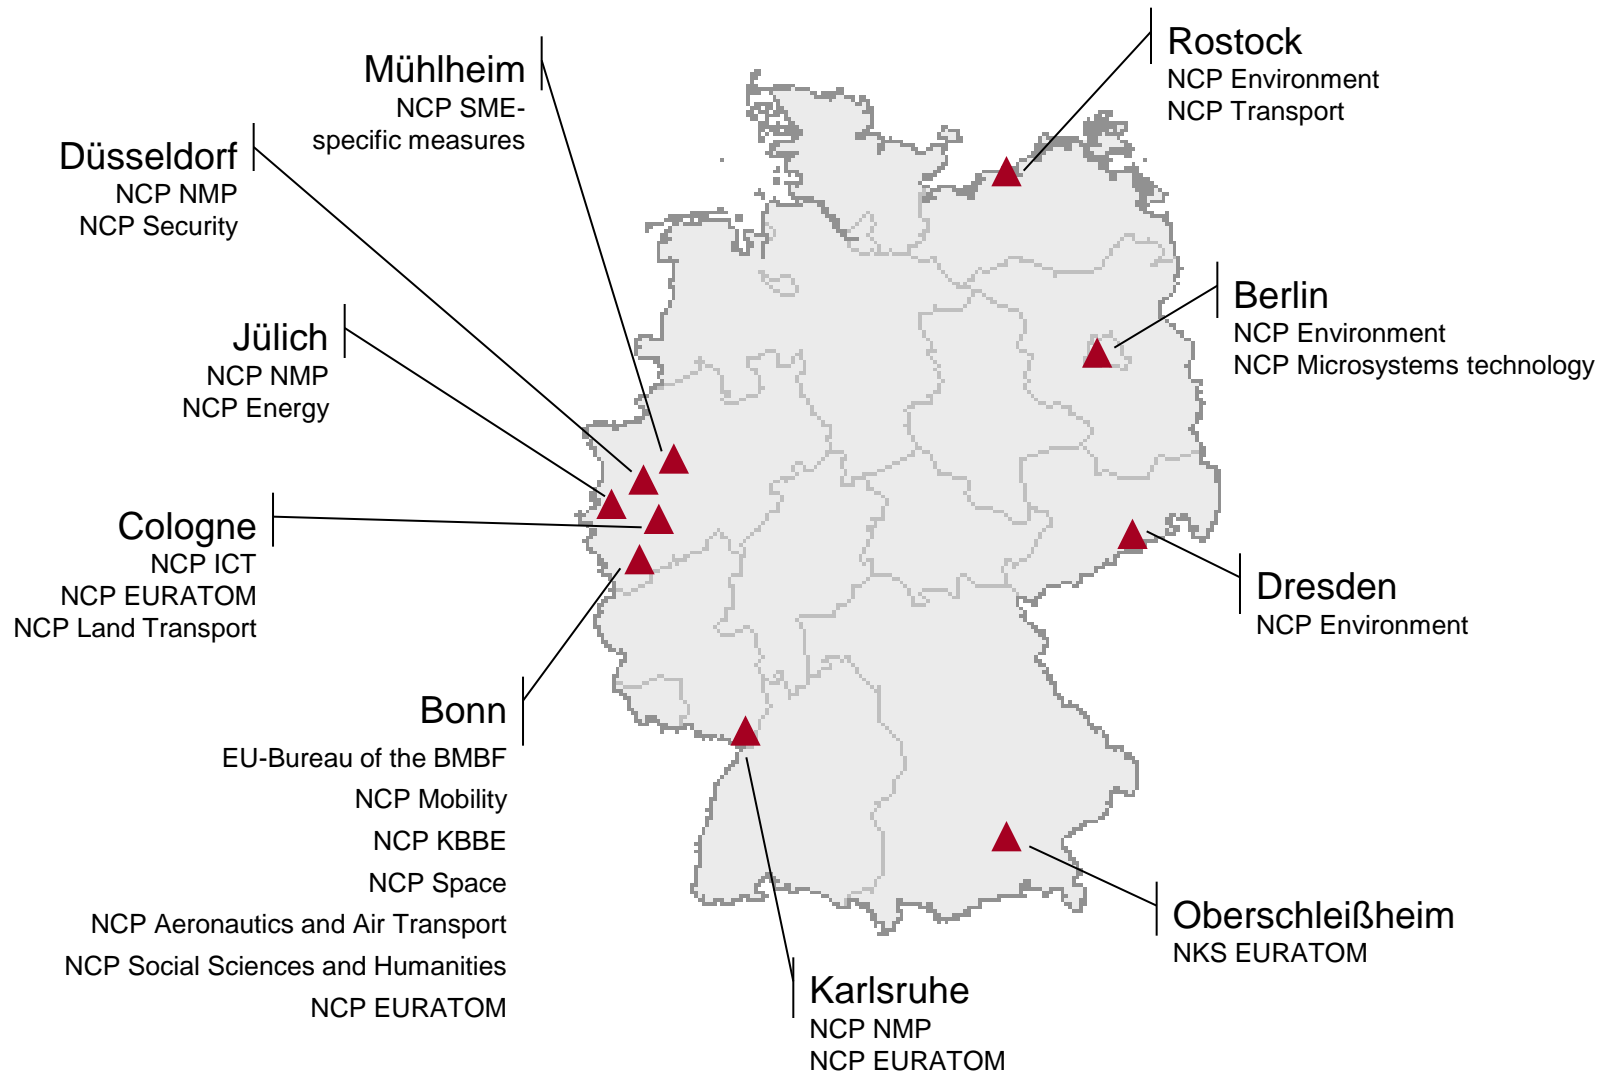 Mühlheim
NCP SME-
specific measures
Rostock
NCP Environment
NCP Transport
Düsseldorf
NCP NMP
NCP Security
Berlin
NCP Environment
NCP Microsystems technology
Jülich
NCP NMP
NCP Energy
Cologne
NCP ICT
NCP EURATOM
NCP Land Transport
Dresden
NCP Environment
Bonn
EU-Bureau of the BMBF
NCP Mobility
NCP KBBE
NCP Space
NCP Aeronautics and Air Transport
NCP Social Sciences and Humanities
NCP EURATOM
Oberschleißheim
NKS EURATOM
Karlsruhe
NCP NMP
NCP EURATOM